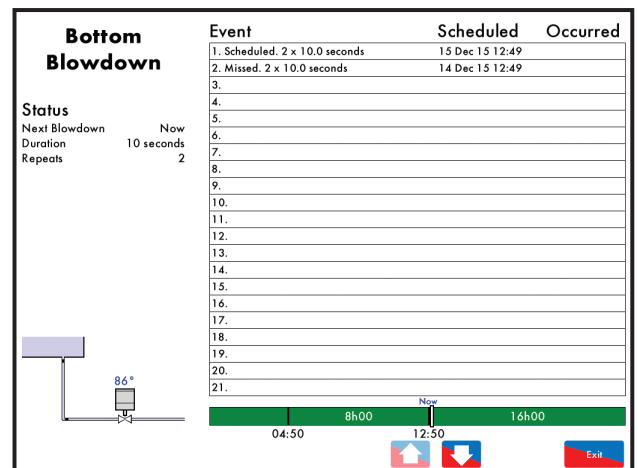 Bottom
Blowdown
Status
Next Blowdown Now
Duration 10 seconds
Repeats 2
86°
Event Scheduled Occurred
1. Scheduled. 2 x 10.0 seconds 15 Dec 15 12:49
2. Missed. 2 x 10.0 seconds 14 Dec 15 12:49
3.
4.
5.
6.
7.
8.
9.
10.
11.
12.
13.
14.
15.
16.
17.
18.
19.
20.
21.
Now
8h00 16h00
04:50 12:50
Exit